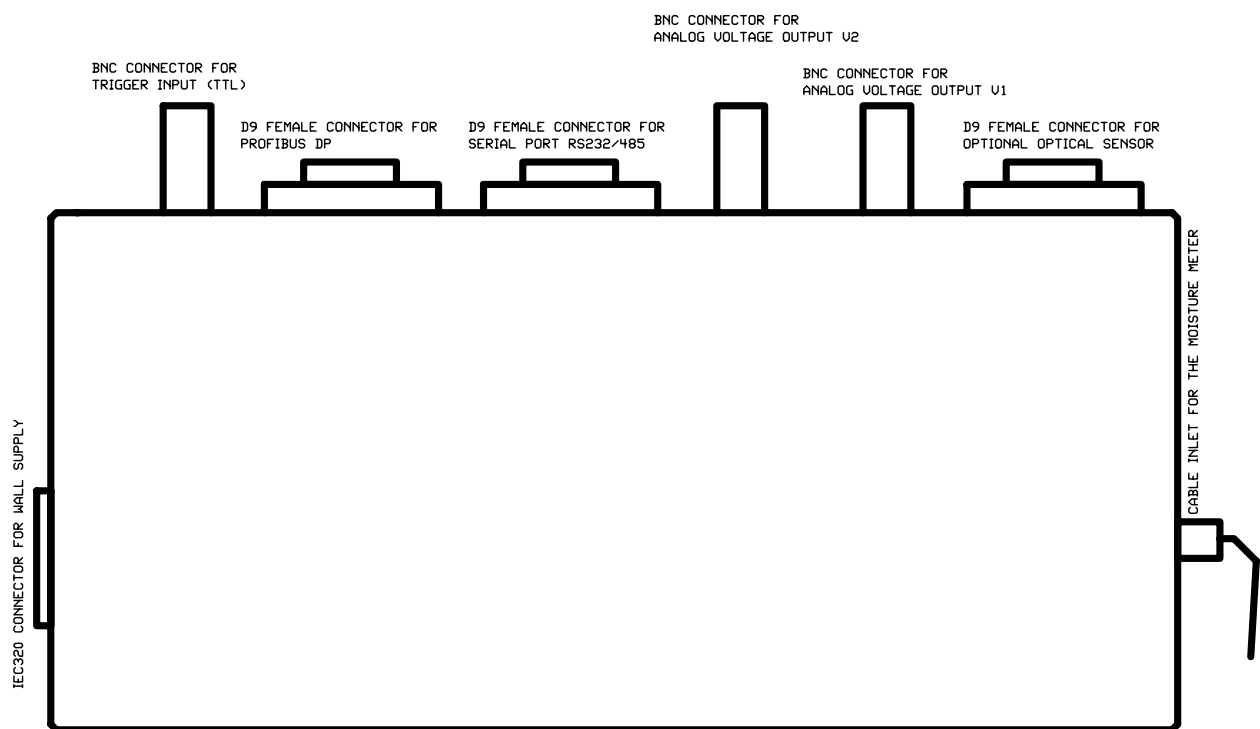 BNC CONNECTOR FOR
ANALOG VOLTAGE OUTPUT V2
BNC CONNECTOR FOR
TRIGGER INPUT (TTL)
BNC CONNECTOR FOR
ANALOG VOLTAGE OUTPUT V1
D9 FEMALE CONNECTOR FOR
PROFIBUS DP
D9 FEMALE CONNECTOR FOR
SERIAL PORT RS232/485
D9 FEMALE CONNECTOR FOR
OPTIONAL OPTICAL SENSOR
CABLE INLET FOR THE MOISTURE METER
IEC320 CONNECTOR FOR WALL SUPPLY